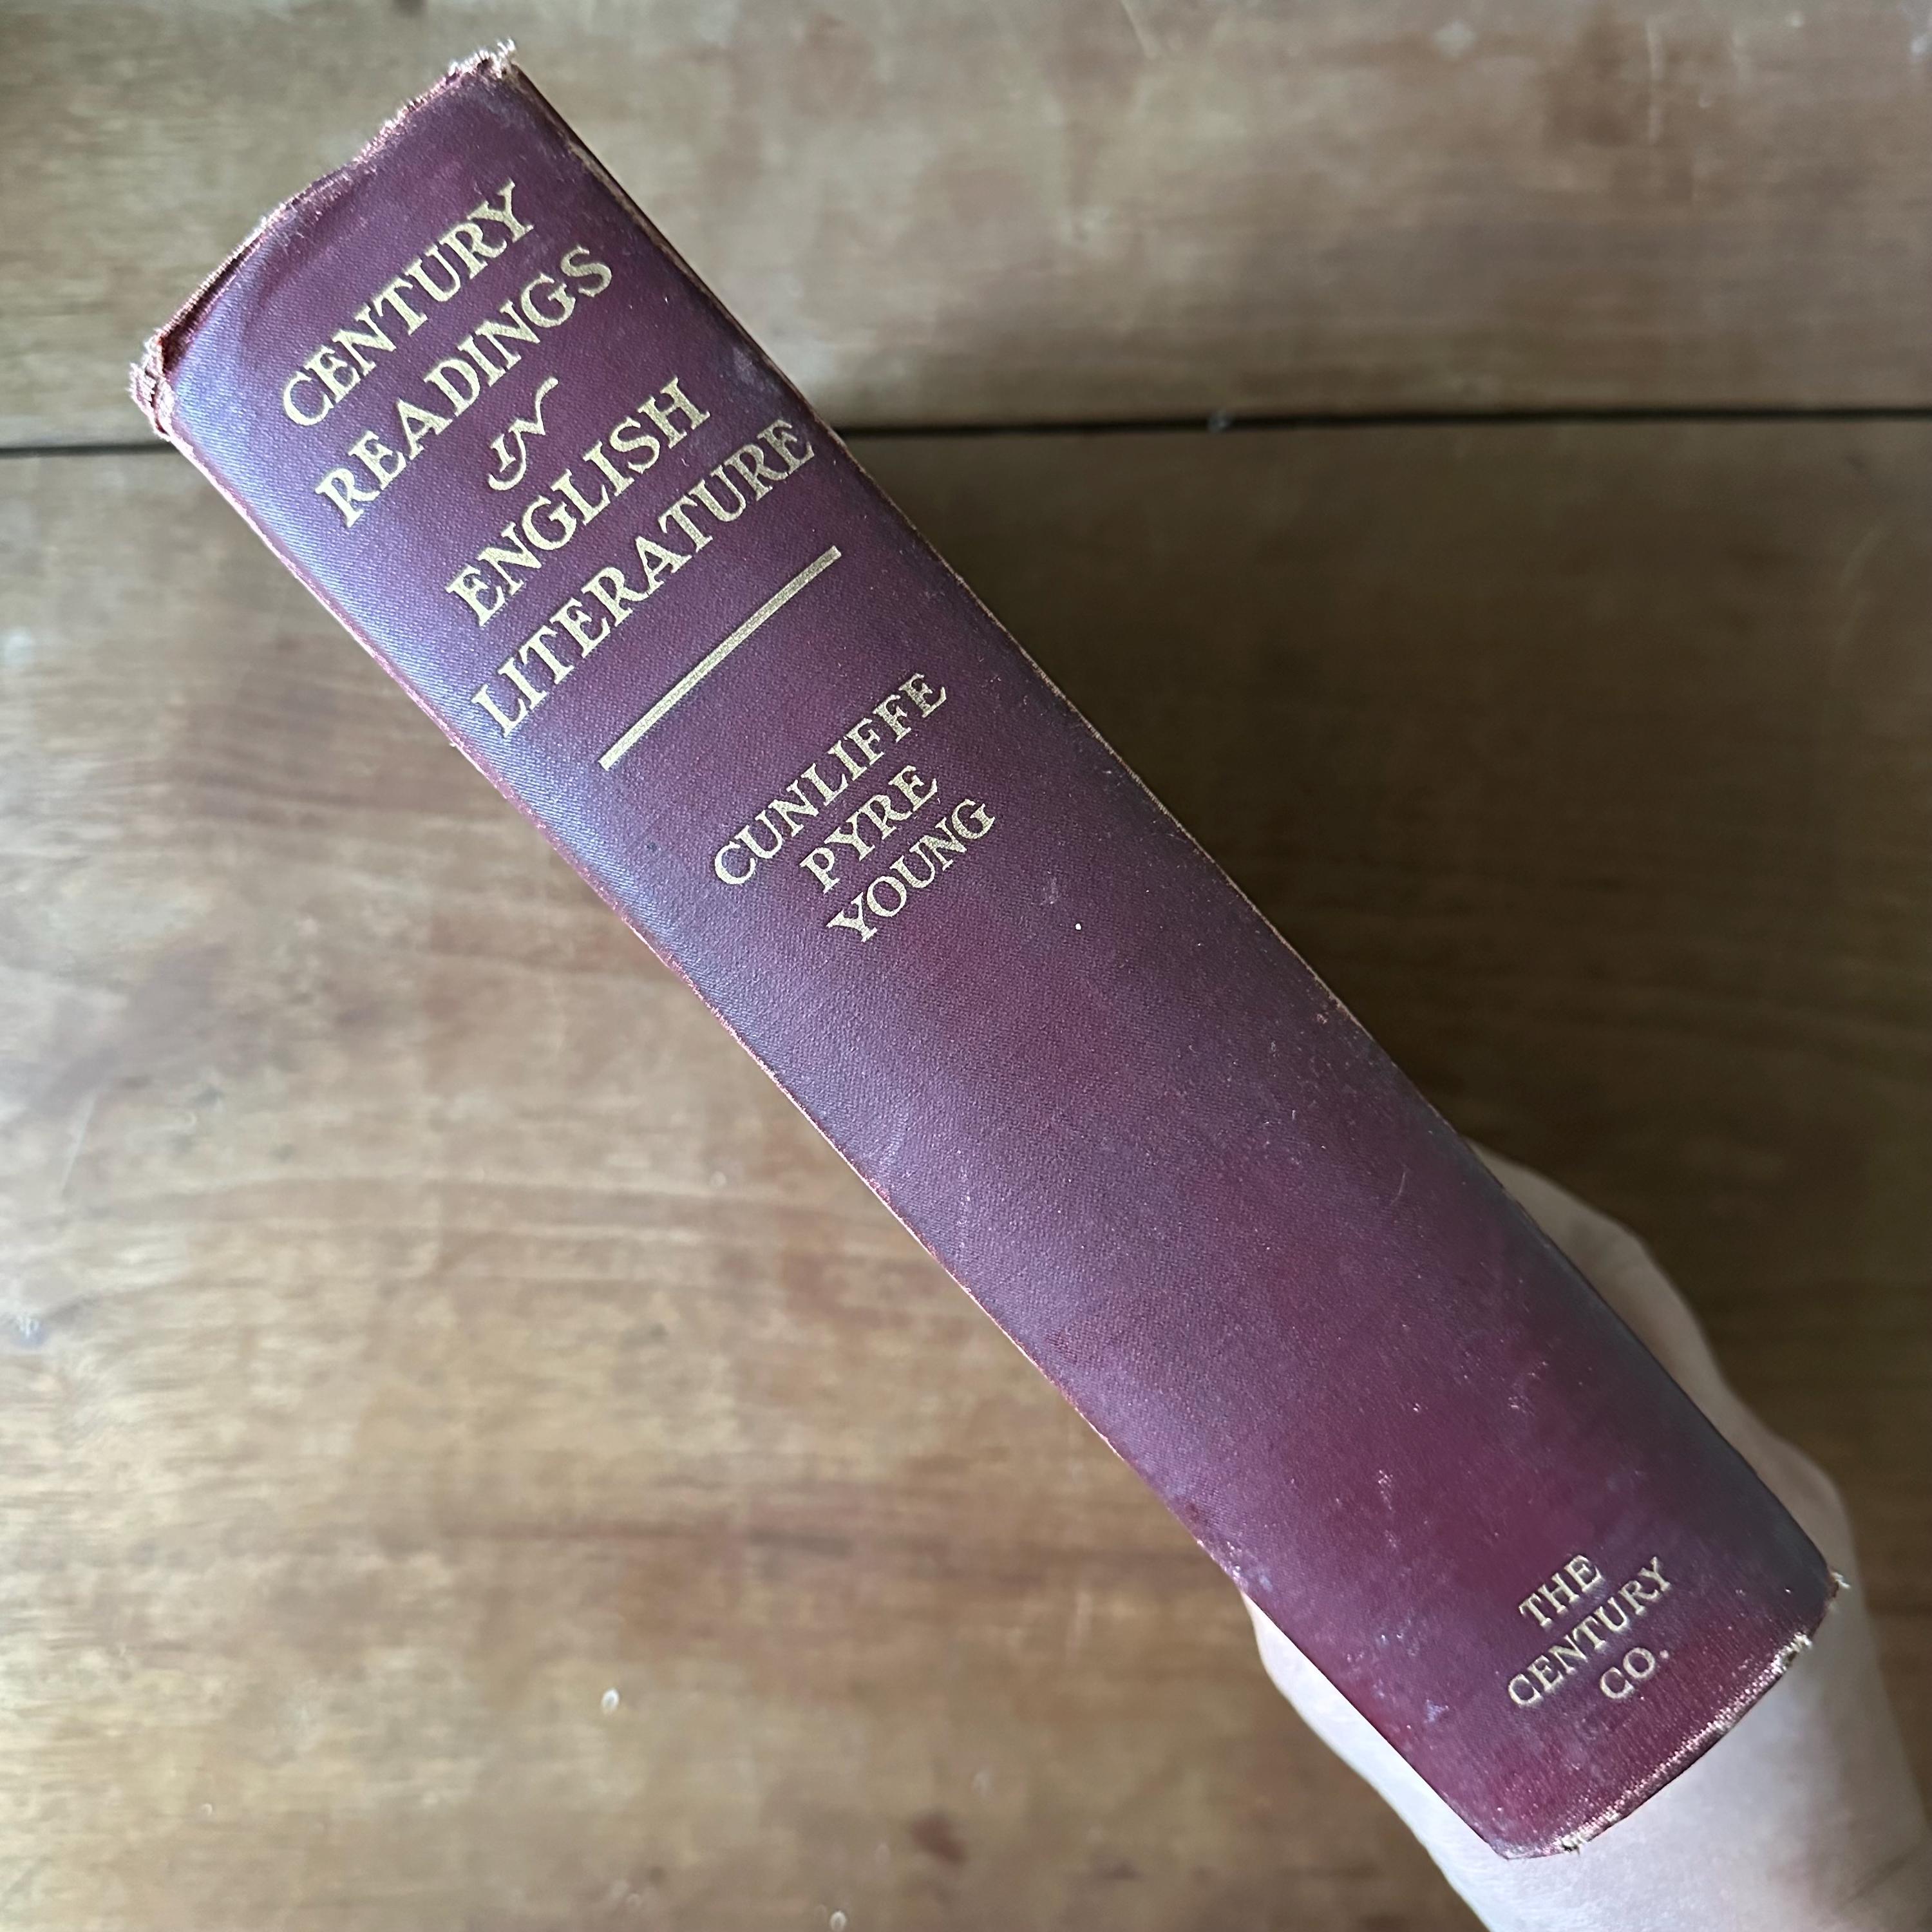 CENTURY
READINGS
IN
ENGLISH
LITERATURE
CUNLIFFE
PYRE
YOUNG
THE
CENTURY
CO.